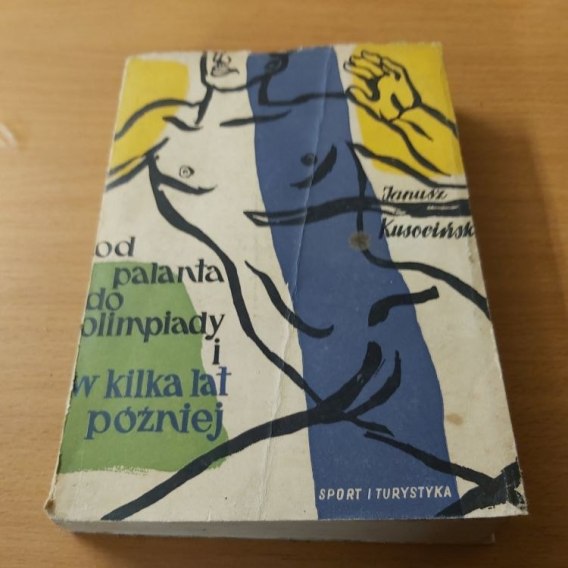 Janusz
Kusociński
od
palanta
do
olimpiady
i
w kilka lat
później
SPORT I TURYSTYKA